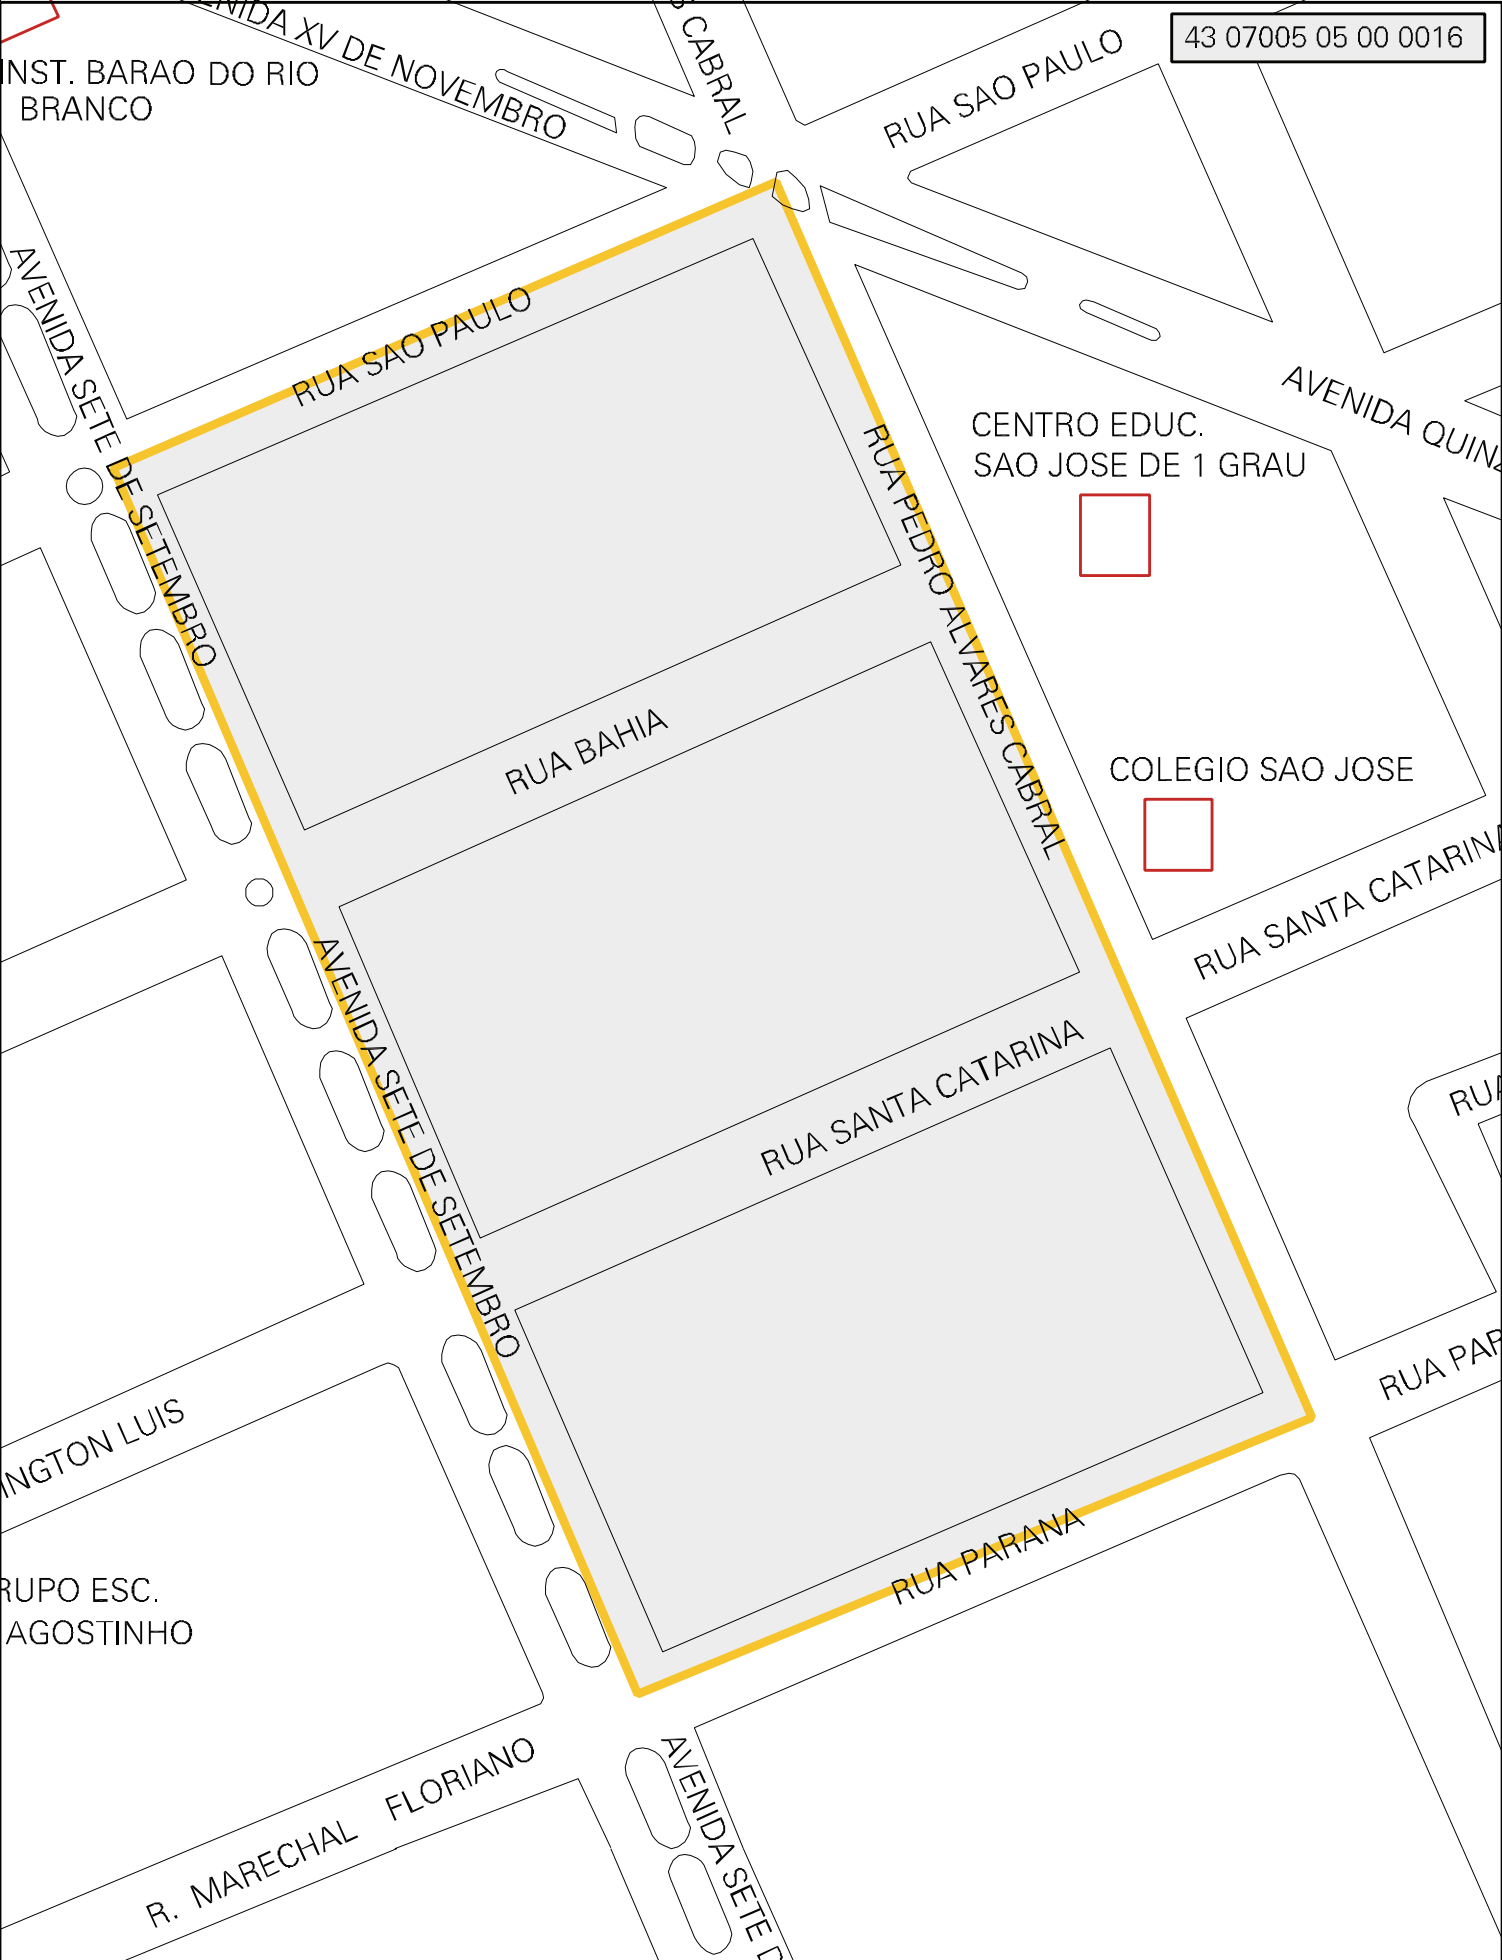 ENIDA XV DE NOVEMBRO
S CABRAL
RUA SAO PAULO
43 07005 05 00 0016
INST. BARAO DO RIO
BRANCO
AVENIDA SETE DE SETEMBRO
RUA SAO PAULO
AVENIDA QUIN
CENTRO EDUC.
SAO JOSE DE 1 GRAU
RUA PEDRO ALVARES CABRAL
RUA BAHIA
COLEGIO SAO JOSE
RUA SANTA CATARINA
AVENIDA SETE DE SETEMBRO
RUA SANTA CATARINA
RUA
RUA PAR
INGTON LUIS
RUA PARANA
RUPO ESC.
AGOSTINHO
R. MARECHAL FLORIANO
AVENIDA SETE D